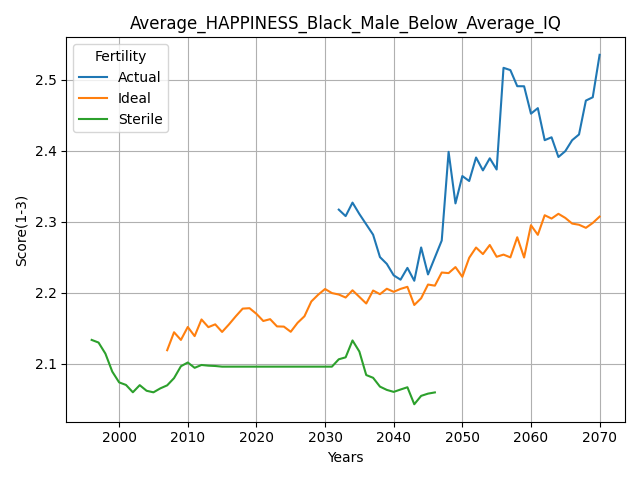 Average_HAPPINESS_Black_Male_Below_Average_IQ
Fertility
Actual
Ideal
Sterile
Score(1-3)
2.5
2.4
2.3
2.2
2.1
2000
2010
2020
2030
2040
2050
2060
2070
Years